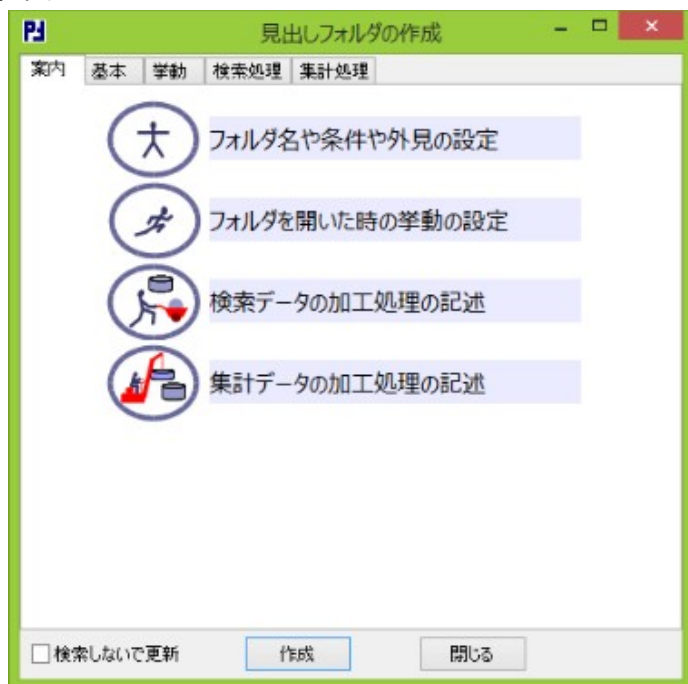 見出しフォルダの作成
案内 基本 挙動 検索処理 集計処理
フォルダ名や条件や外見の設定
フォルダを開いた時の挙動の設定
検索データの加工処理の記述
集計データの加工処理の記述
検索しないで更新 作成 閉じる